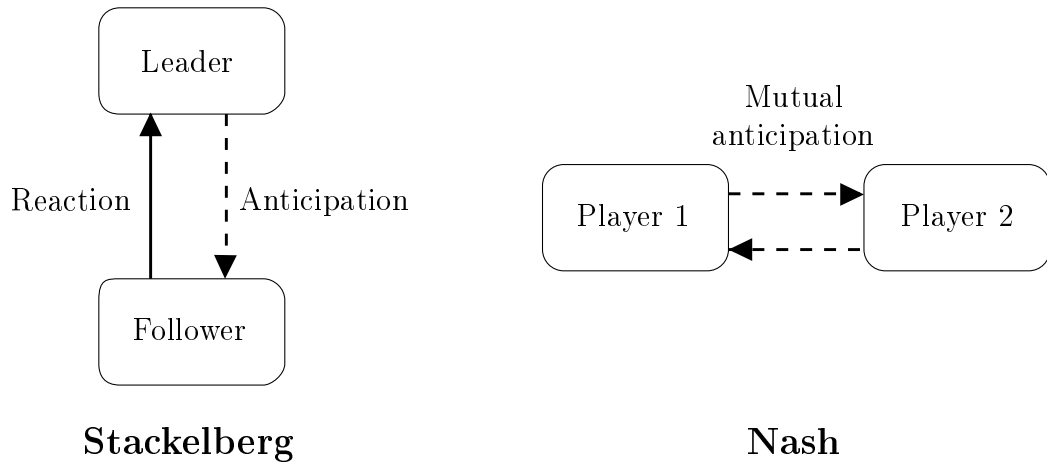 Leader
Reaction
Anticipation
Follower
Stackelberg
Mutual
anticipation
Player 1
Player 2
Nash